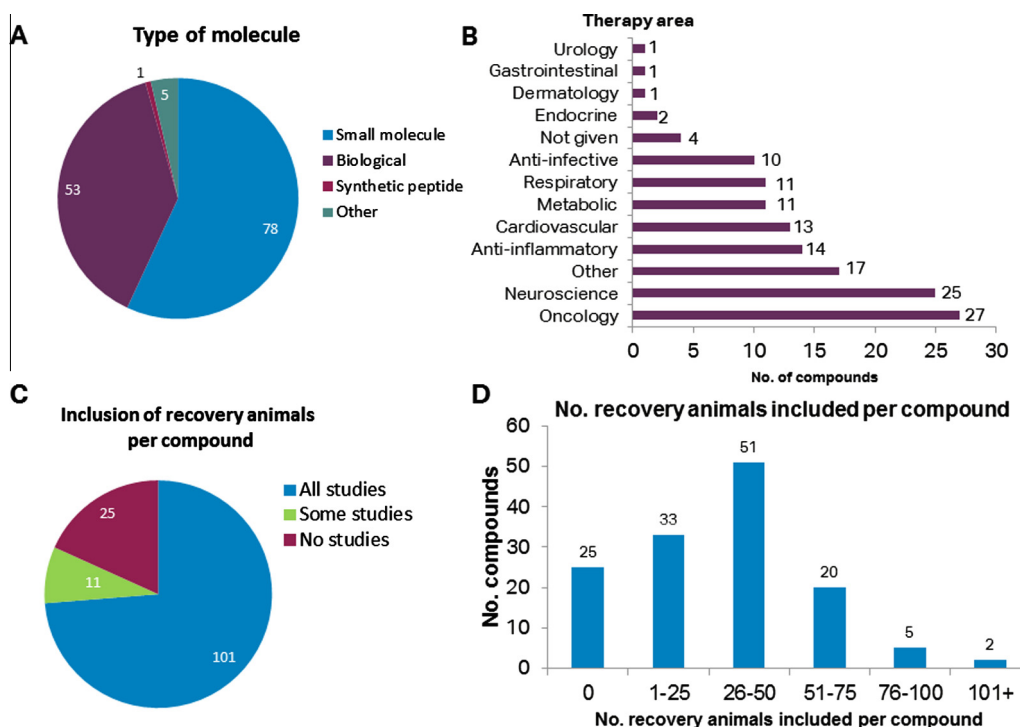 A
Type of molecule
1
5
53
78
Small molecule
Biological
Synthetic peptide
Other
B
Therapy area
Urology 1
Gastrointestinal 1
Dermatology 1
Endocrine 2
Not given 4
Anti-infective 10
Respiratory 11
Metabolic 11
Cardiovascular 13
Anti-inflammatory 14
Other 17
Neuroscience 25
Oncology 27
0 5 10 15 20 25 30
No. of compounds
C
Inclusion of recovery animals
per compound
25
11
101
All studies
Some studies
No studies
D
No. recovery animals included per compound
No. compounds
60
50
40
30
20
10
0
25 33 51 20 5 2
0 1-25 26-50 51-75 76-100 101+
No. recovery animals included per compound